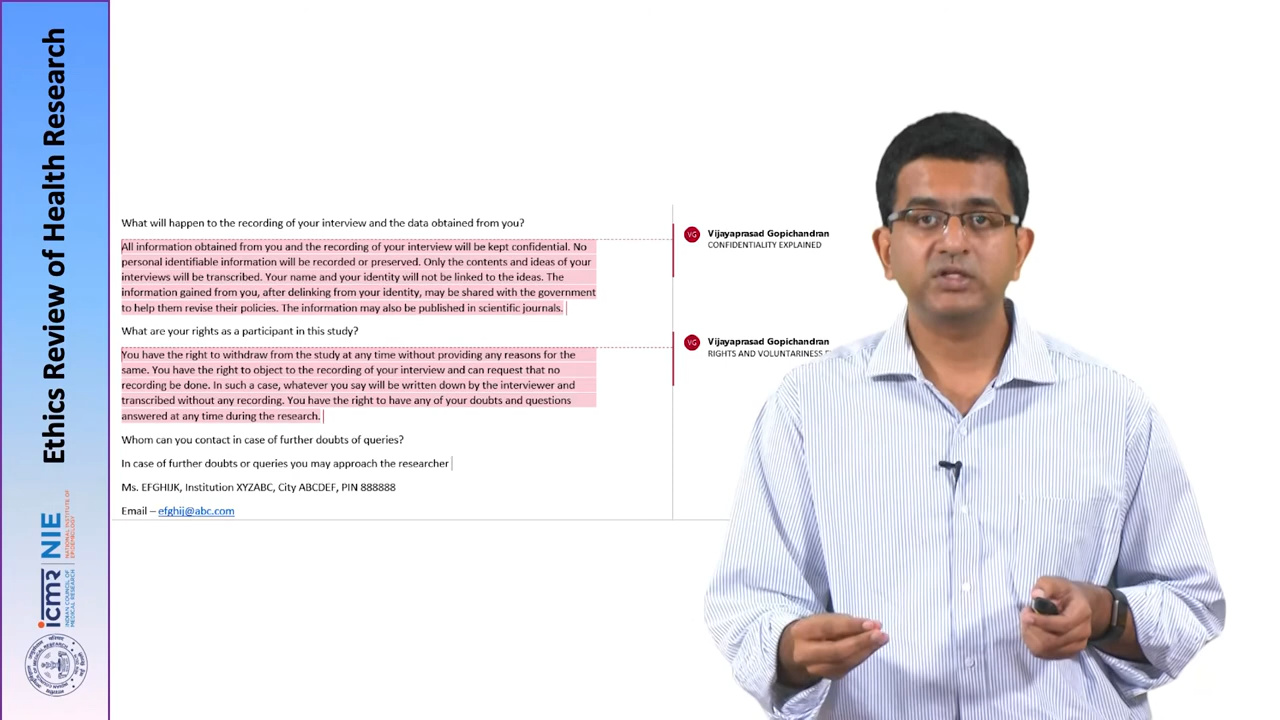 Ethics Review of Health Research
icmr
INDIAN COUNCIL OF
MEDICAL RESEARCH
NIE
NATIONAL INSTITUTE OF
EPIDEMIOLOGY
What will happen to the recording of your interview and the data obtained from you?
All information obtained from you and the recording of your interview will be kept confidential. No
personal identifiable information will be recorded or preserved. Only the contents and ideas of your
interviews will be transcribed. Your name and your identity will not be linked to the ideas. The
information gained from you, after delinking from your identity, may be shared with the government
to help them revise their policies. The information may also be published in scientific journals.
What are your rights as a participant in this study?
You have the right to withdraw from the study at any time without providing any reasons for the
same. You have the right to object to the recording of your interview and can request that no
recording be done. In such a case, whatever you say will be written down by the interviewer and
transcribed without any recording. You have the right to have any of your doubts and questions
answered at any time during the research.
Whom can you contact in case of further doubts of queries?
In case of further doubts or queries you may approach the researcher
Ms. EFGHIJK, Institution XYZABC, City ABCDEF, PIN 888888
Email – efghij@abc.com
VG Vijayaprasad Gopichandran
CONFIDENTIALITY EXPLAINED
VG Vijayaprasad Gopichandran
RIGHTS AND VOLUNTARINESS